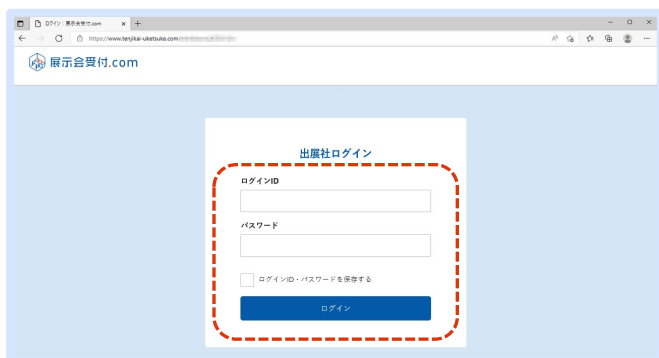 ログイン | 展示会受付.com
https://www.tenjikai-uketsuke.com
展示会受付.com
出展社ログイン
ログインID
パスワード
ログインID・パスワードを保存する
ログイン